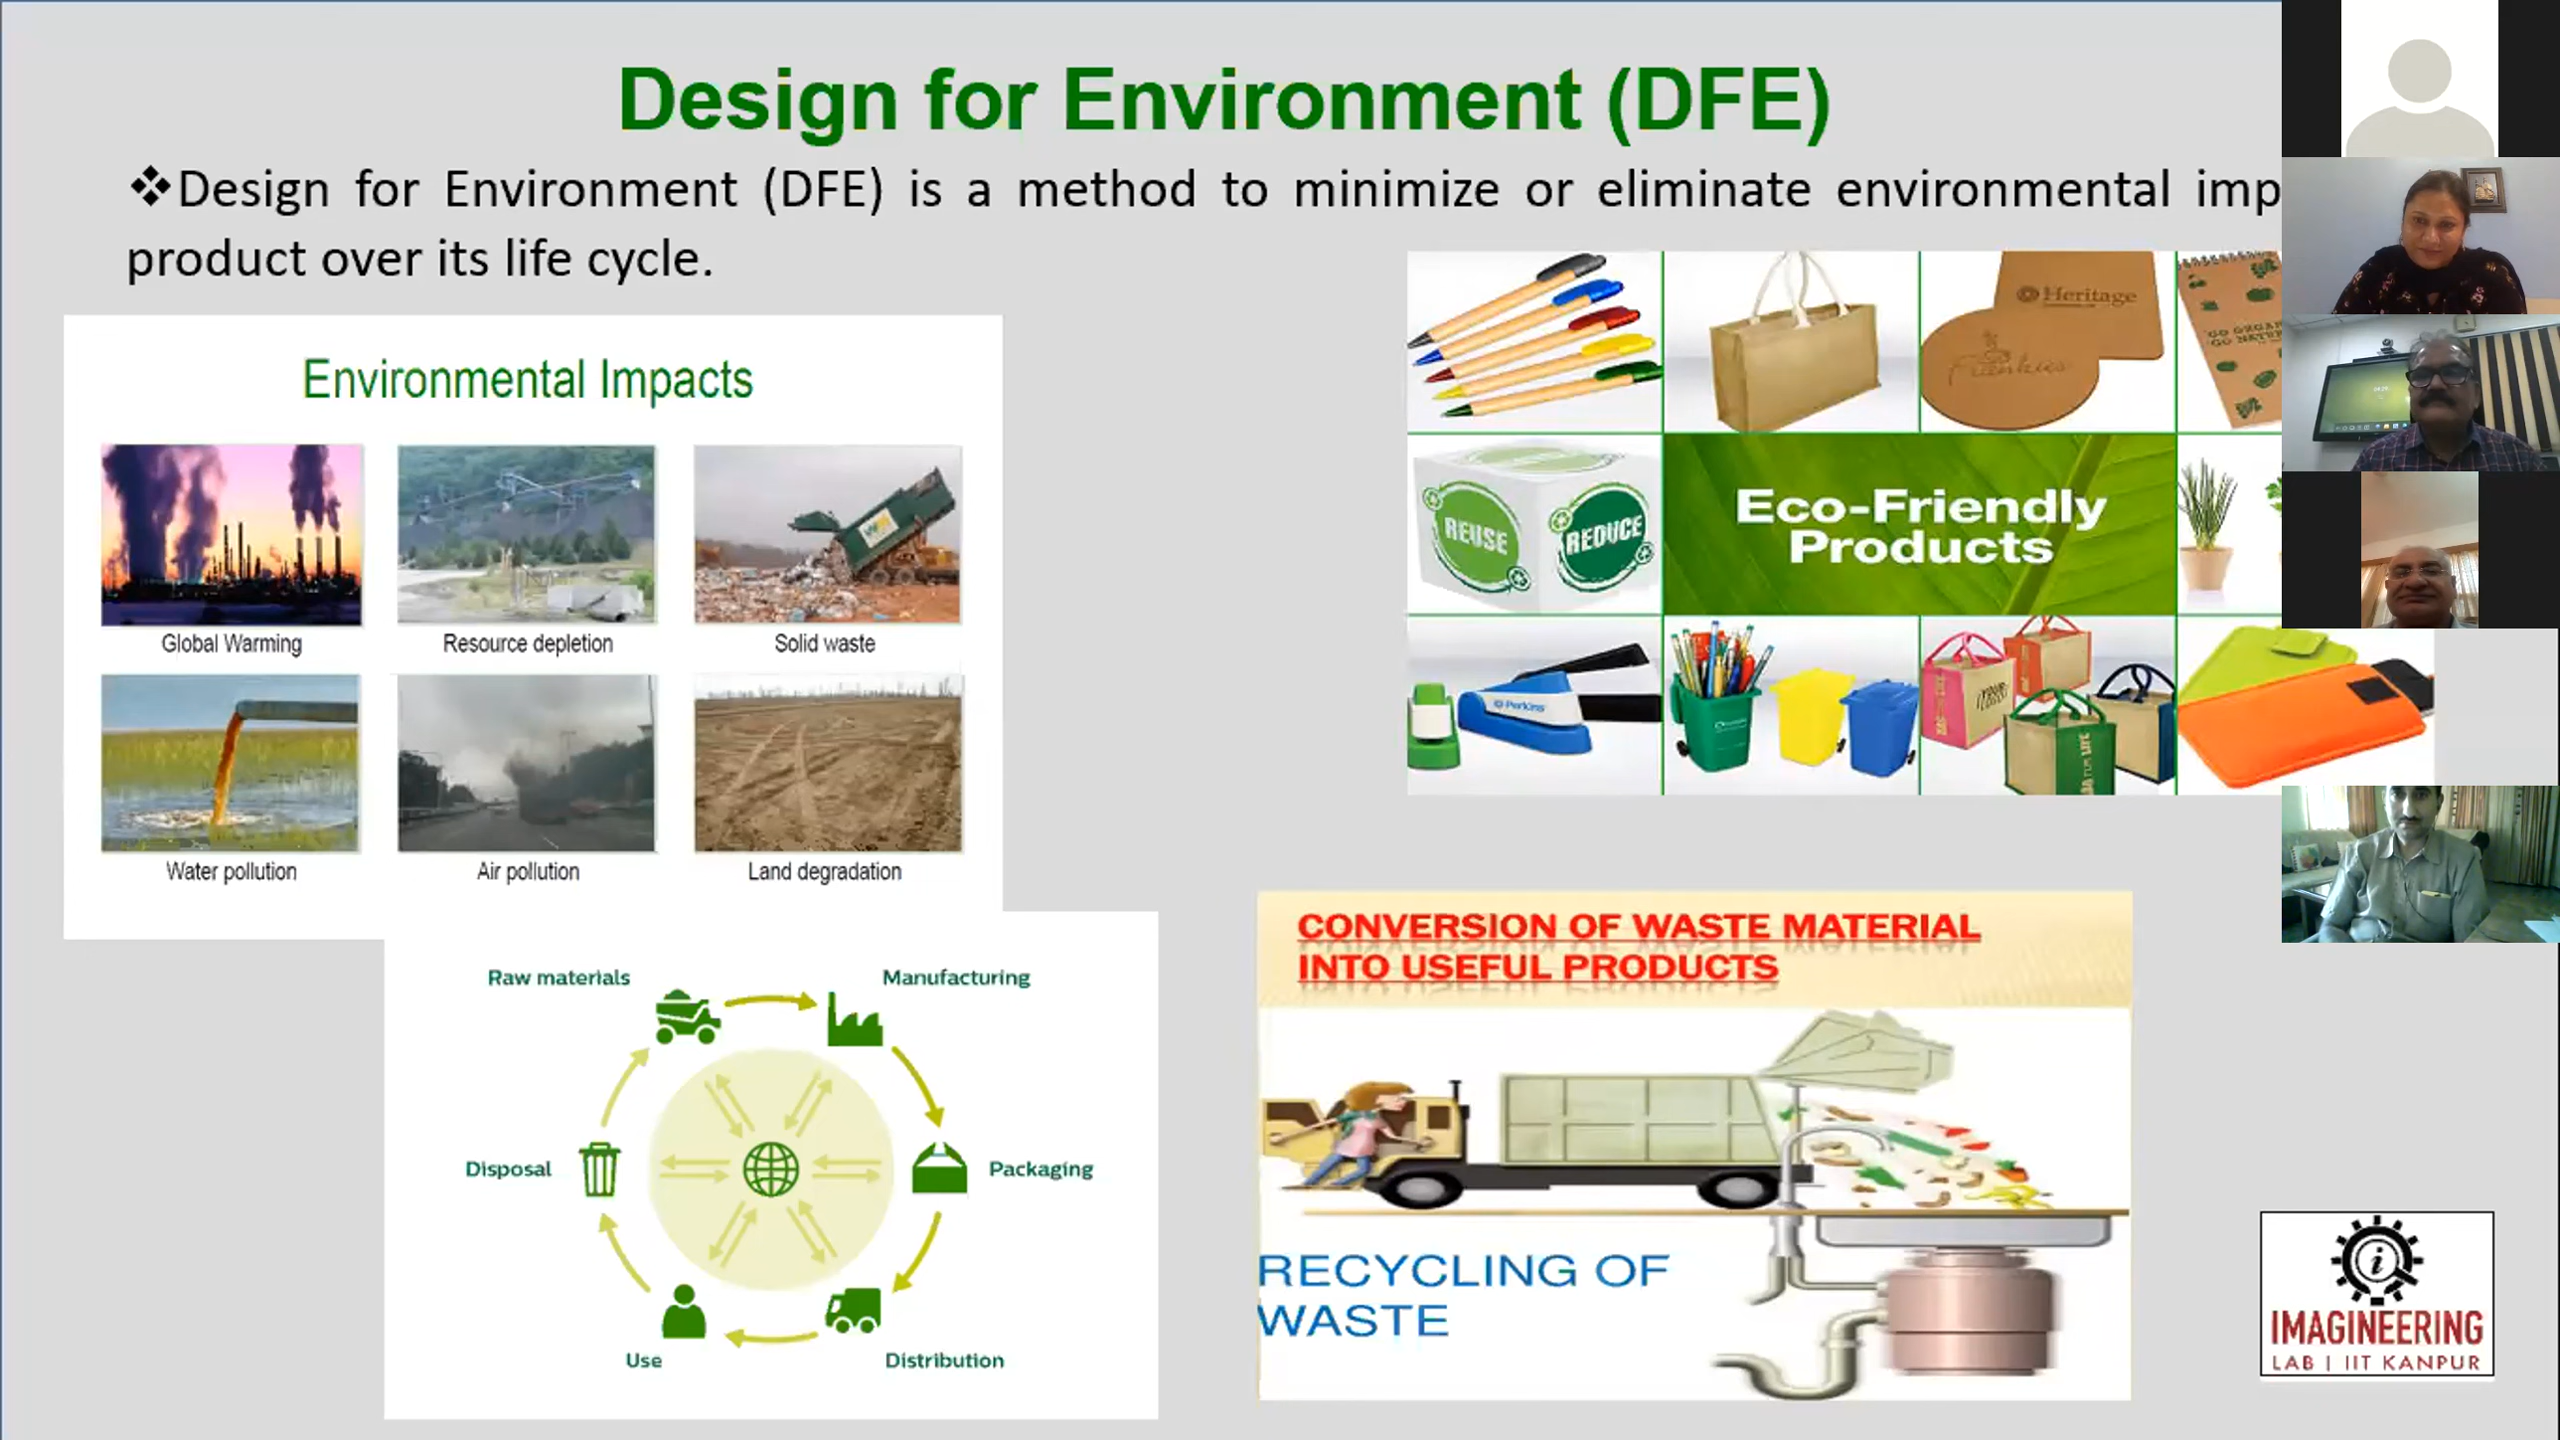 Design for Environment (DFE)
❖Design for Environment (DFE) is a method to minimize or eliminate environmental imp
product over its life cycle.
Environmental Impacts
Global Warming
Resource depletion
Solid waste
Water pollution
Air pollution
Land degradation
Heritage
Frankies
REUSE
REDUCE
Eco-Friendly
Products
Perkins
Raw materials
Manufacturing
Disposal
Packaging
Use
Distribution
CONVERSION OF WASTE MATERIAL
INTO USEFUL PRODUCTS
RECYCLING OF
WASTE
i
IMAGINEERING
LAB | IIT KANPUR